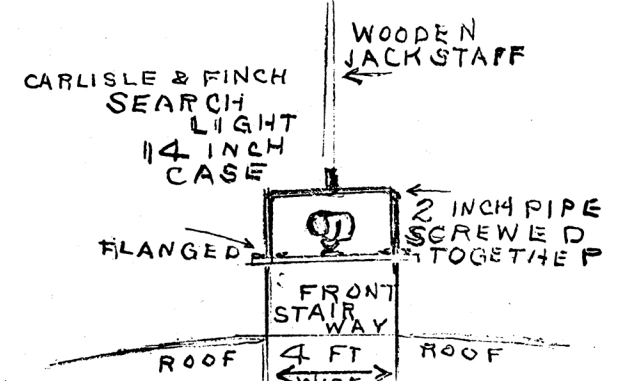 WOODEN
JACKSTAFF
CARLISLE & FINCH
SEARCH
LIGHT
14 INCH
CASE
2 INCH PIPE
SCREWED
TOGETHER
FLANGED
FRONT
STAIR
WAY
ROOF
4 FT
ROOF
WIDE